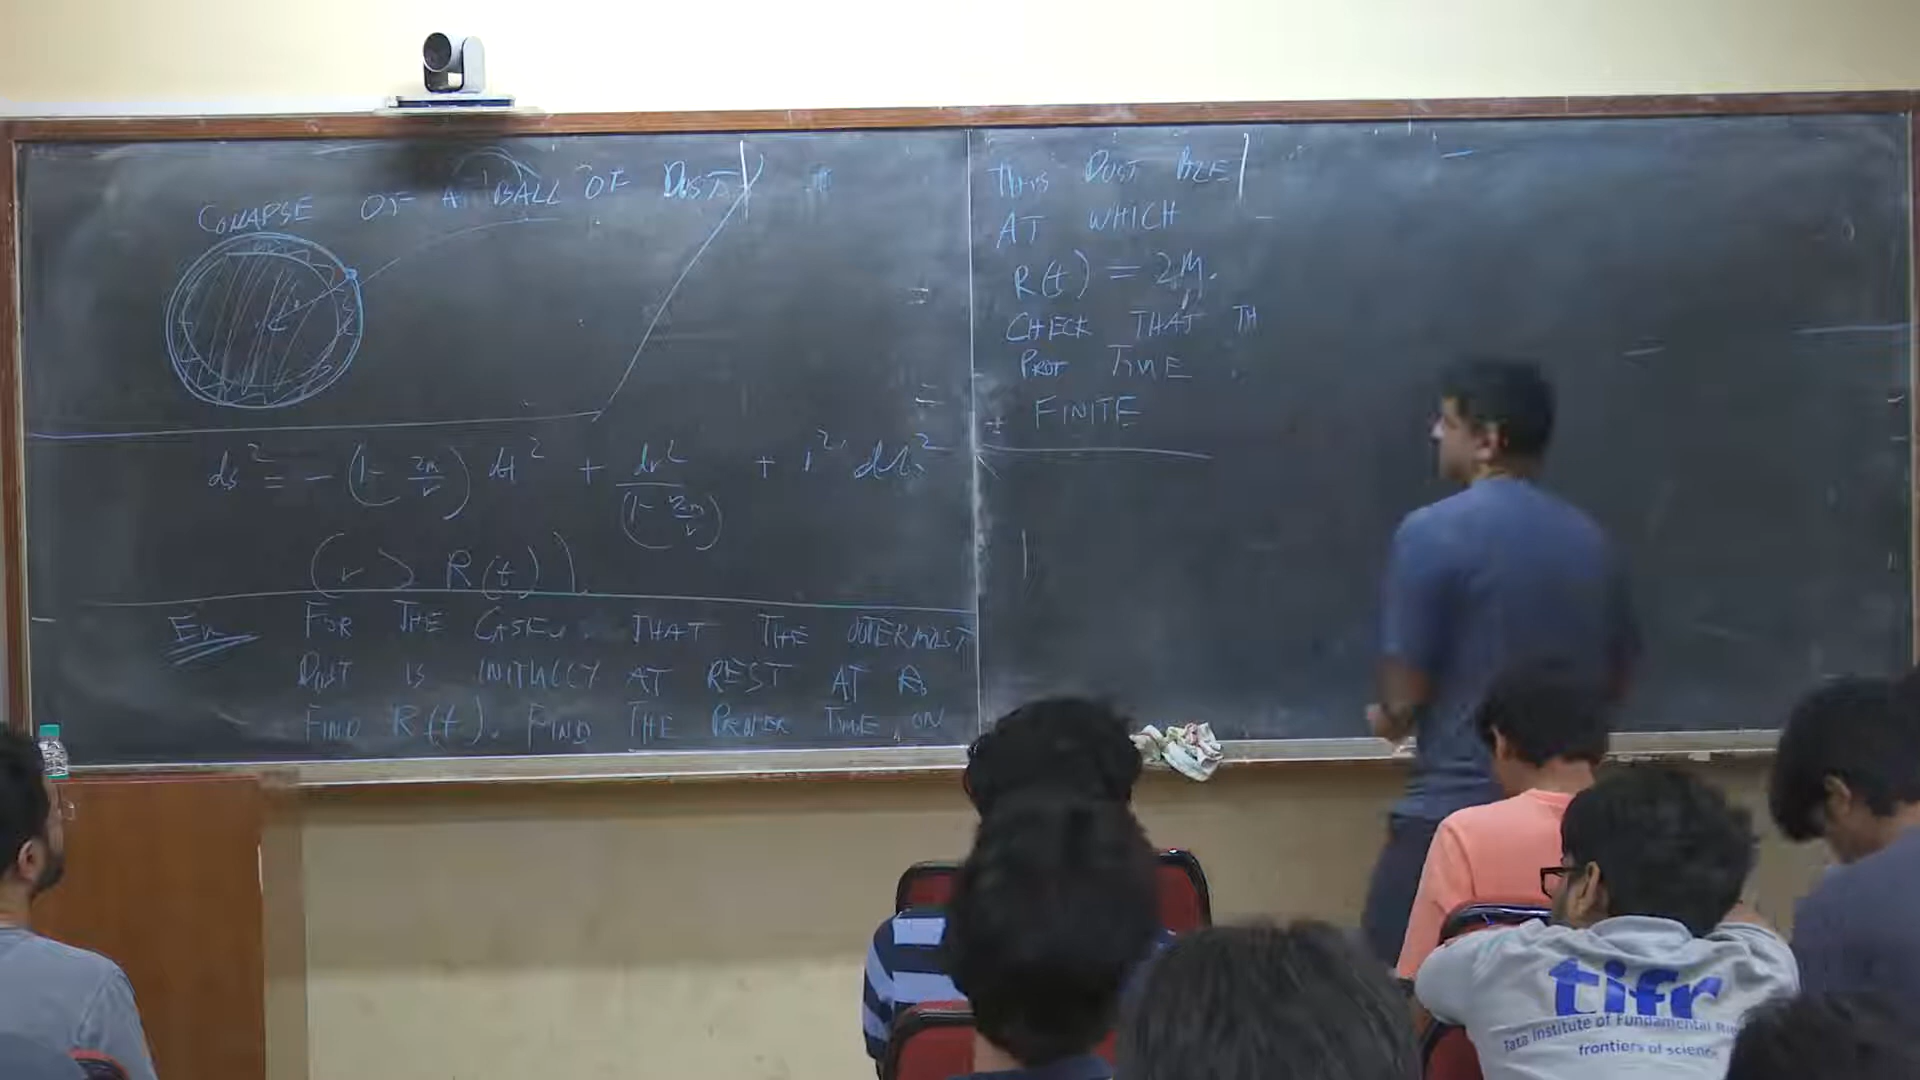 COLLAPSE OF A BALL OF DUST
ds² = -(1- 2m/r) dt² + dr²/(1- 2m/r) + r² dΩ²
(r > R(t)).
Ex FOR THE CASE THAT THE OUTERMOST
DUST IS INITIALLY AT REST AT R₀
FIND R(t). FIND THE PROPER TIME ON
THIS DUST
AT WHICH
R(t) = 2M.
CHECK THAT TH
PROP TIME
FINITE
tifr
Tata Institute of Fundamental
frontiers of science